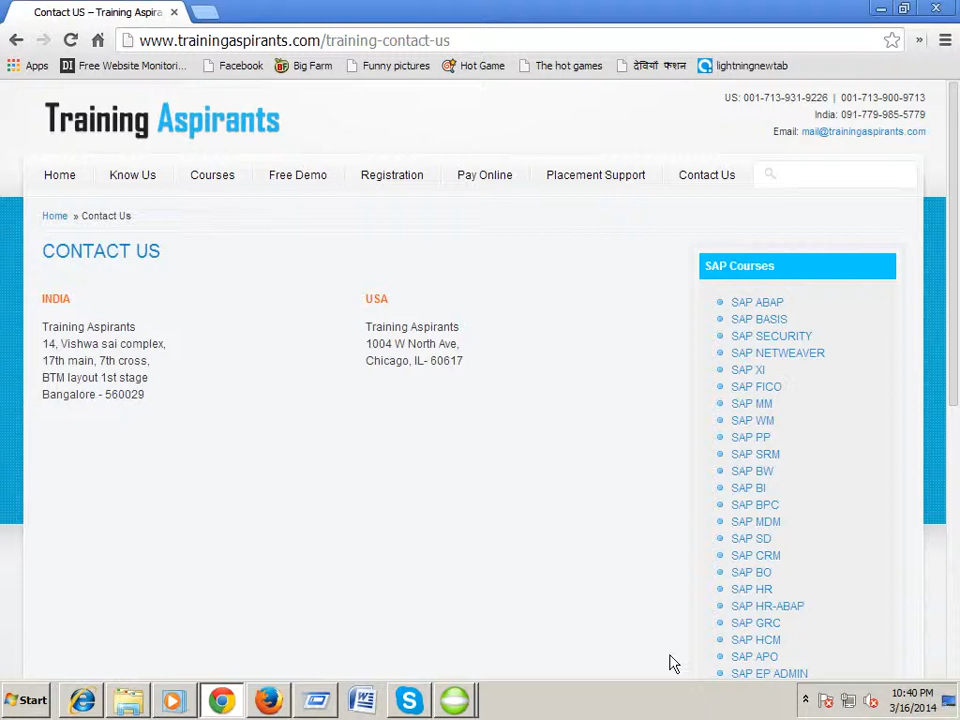 Contact US – Training Aspira
www.trainingaspirants.com/training-contact-us
Apps
Free Website Monitori...
Facebook
Big Farm
Funny pictures
Hot Game
The hot games
देवियों फैशन
lightningnewtab
Training Aspirants
US: 001-713-931-9226 | 001-713-900-9713
India: 091-779-985-5779
Email: mail@trainingaspirants.com
Home
Know Us
Courses
Free Demo
Registration
Pay Online
Placement Support
Contact Us
Home » Contact Us
CONTACT US
INDIA
Training Aspirants
14, Vishwa sai complex,
17th main, 7th cross,
BTM layout 1st stage
Bangalore - 560029
USA
Training Aspirants
1004 W North Ave,
Chicago, IL- 60617
SAP Courses
SAP ABAP
SAP BASIS
SAP SECURITY
SAP NETWEAVER
SAP XI
SAP FICO
SAP MM
SAP WM
SAP PP
SAP SRM
SAP BW
SAP BI
SAP BPC
SAP MDM
SAP SD
SAP CRM
SAP BO
SAP HR
SAP HR-ABAP
SAP GRC
SAP HCM
SAP APO
SAP EP ADMIN
Start
10:40 PM
3/16/2014